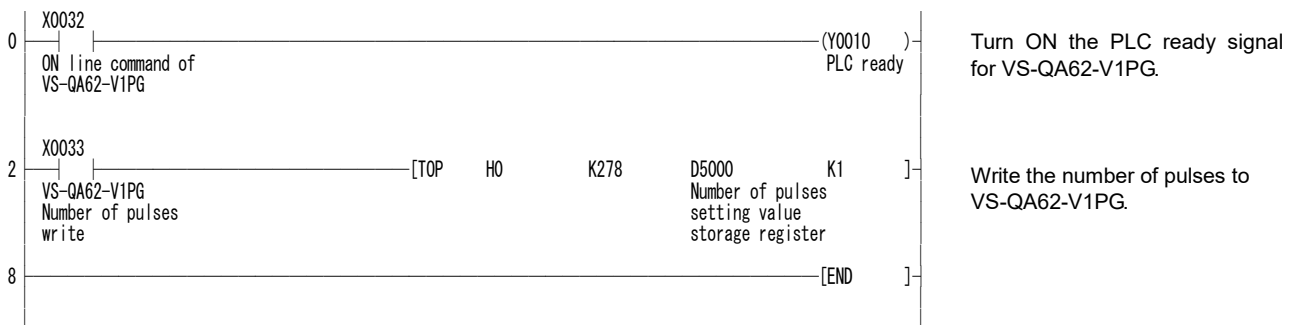 X0032
0 (Y0010 )
ON line command of PLC ready
VS-QA62-V1PG
Turn ON the PLC ready signal
for VS-QA62-V1PG.
X0033
2 [TOP H0 K278 D5000 K1 ]
VS-QA62-V1PG Number of pulses
Number of pulses setting value
write storage register
Write the number of pulses to
VS-QA62-V1PG.
8 [END ]